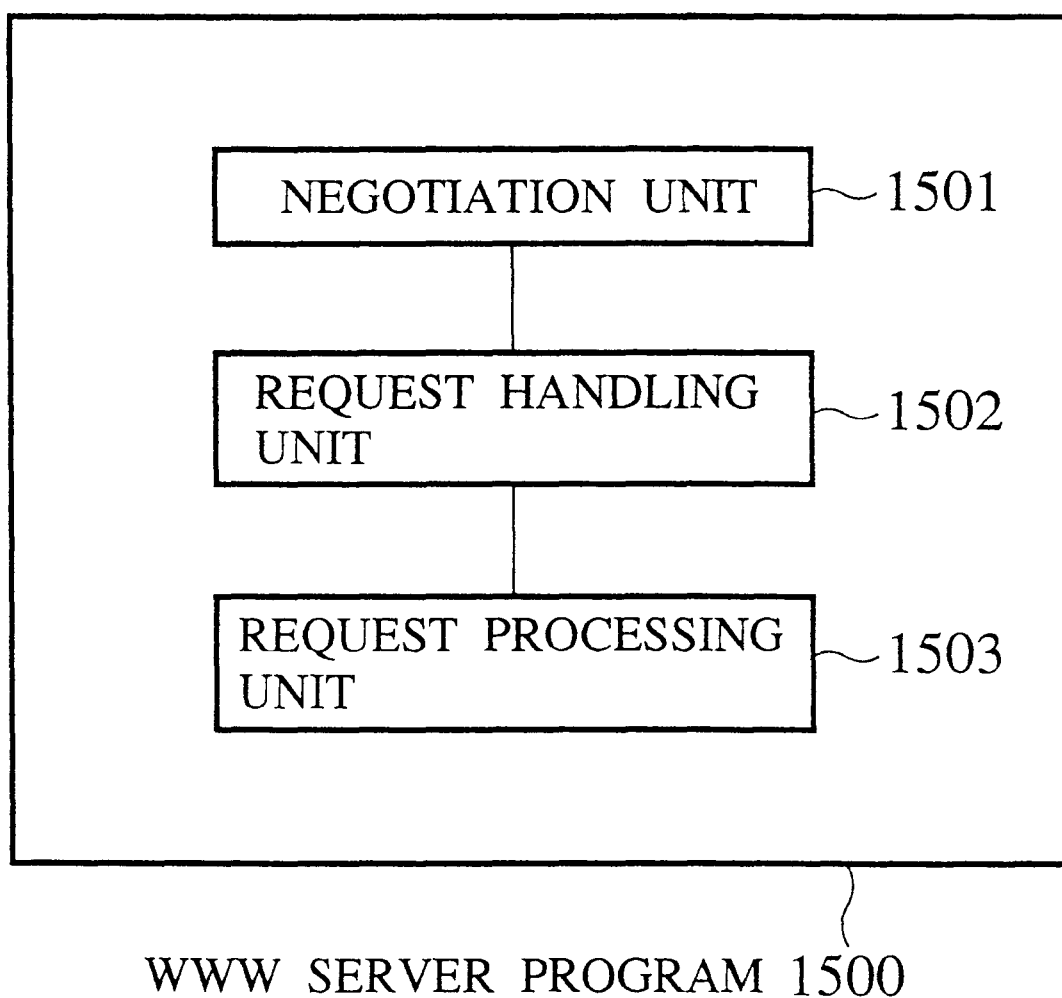 NEGOTIATION UNIT
1501
REQUEST HANDLING
UNIT
1502
REQUEST PROCESSING
UNIT
1503
WWW SERVER PROGRAM 1500